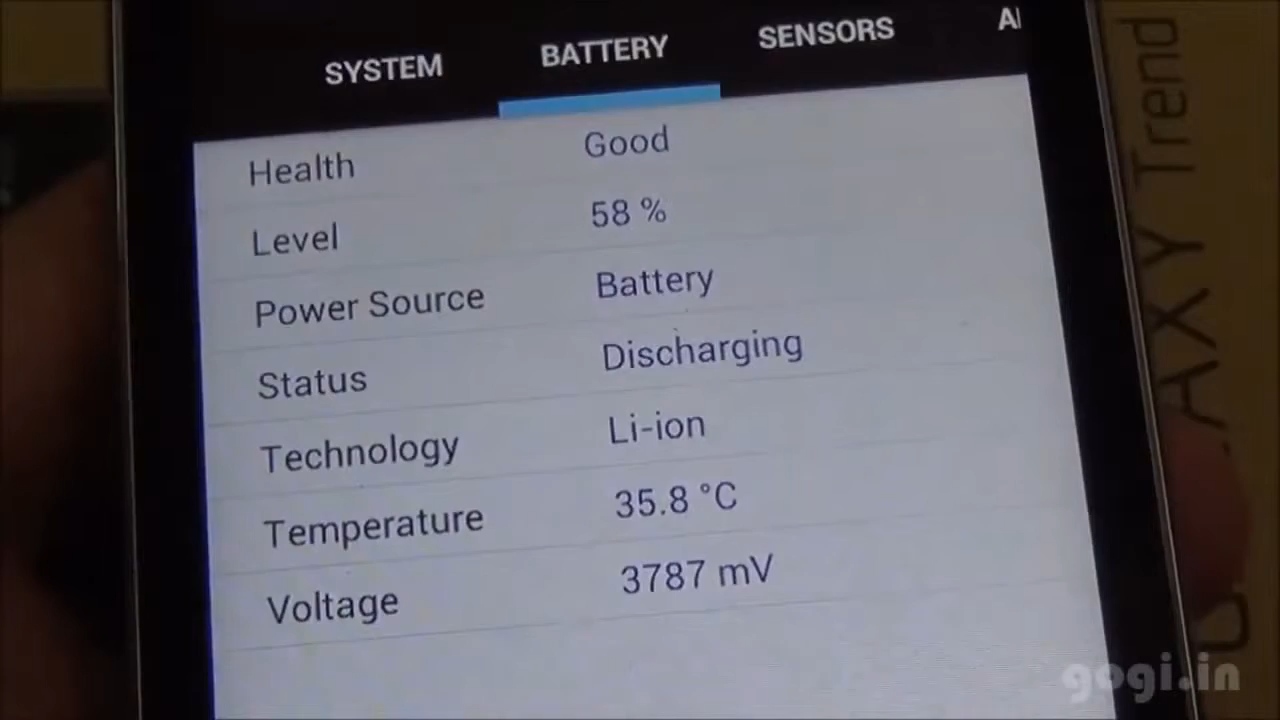 SYSTEM BATTERY SENSORS
Health Good
Level 58 %
Power Source Battery
Status Discharging
Technology Li-ion
Temperature 35.8 °C
Voltage 3787 mV
Trend
gogi.in